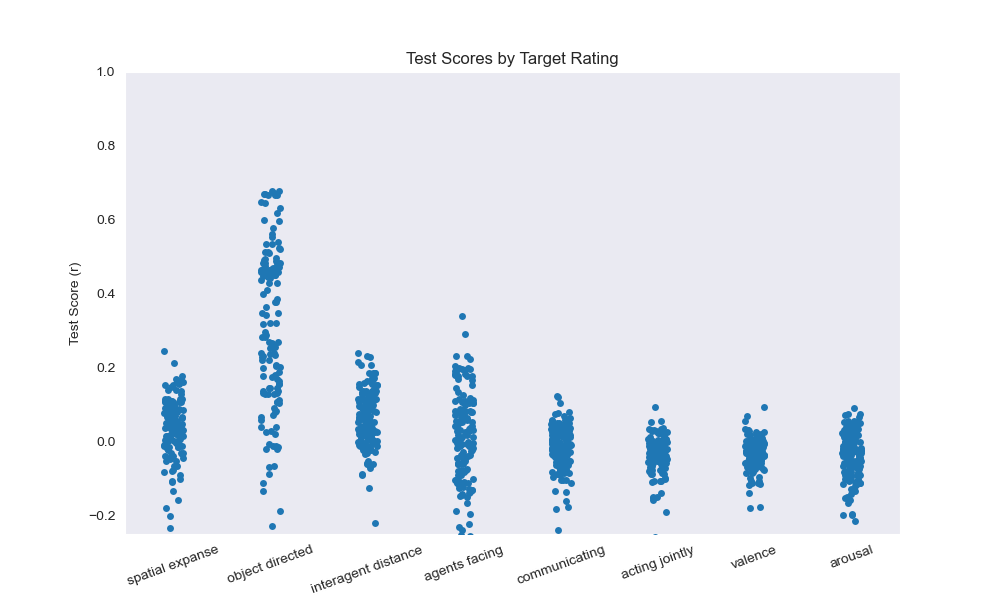 Test Scores by Target Rating
1.0
0.8
0.6
0.4
0.2
0.0
−0.2
Test Score (r)
spatial expanse
object directed
interagent distance
agents facing
communicating
acting jointly
valence
arousal